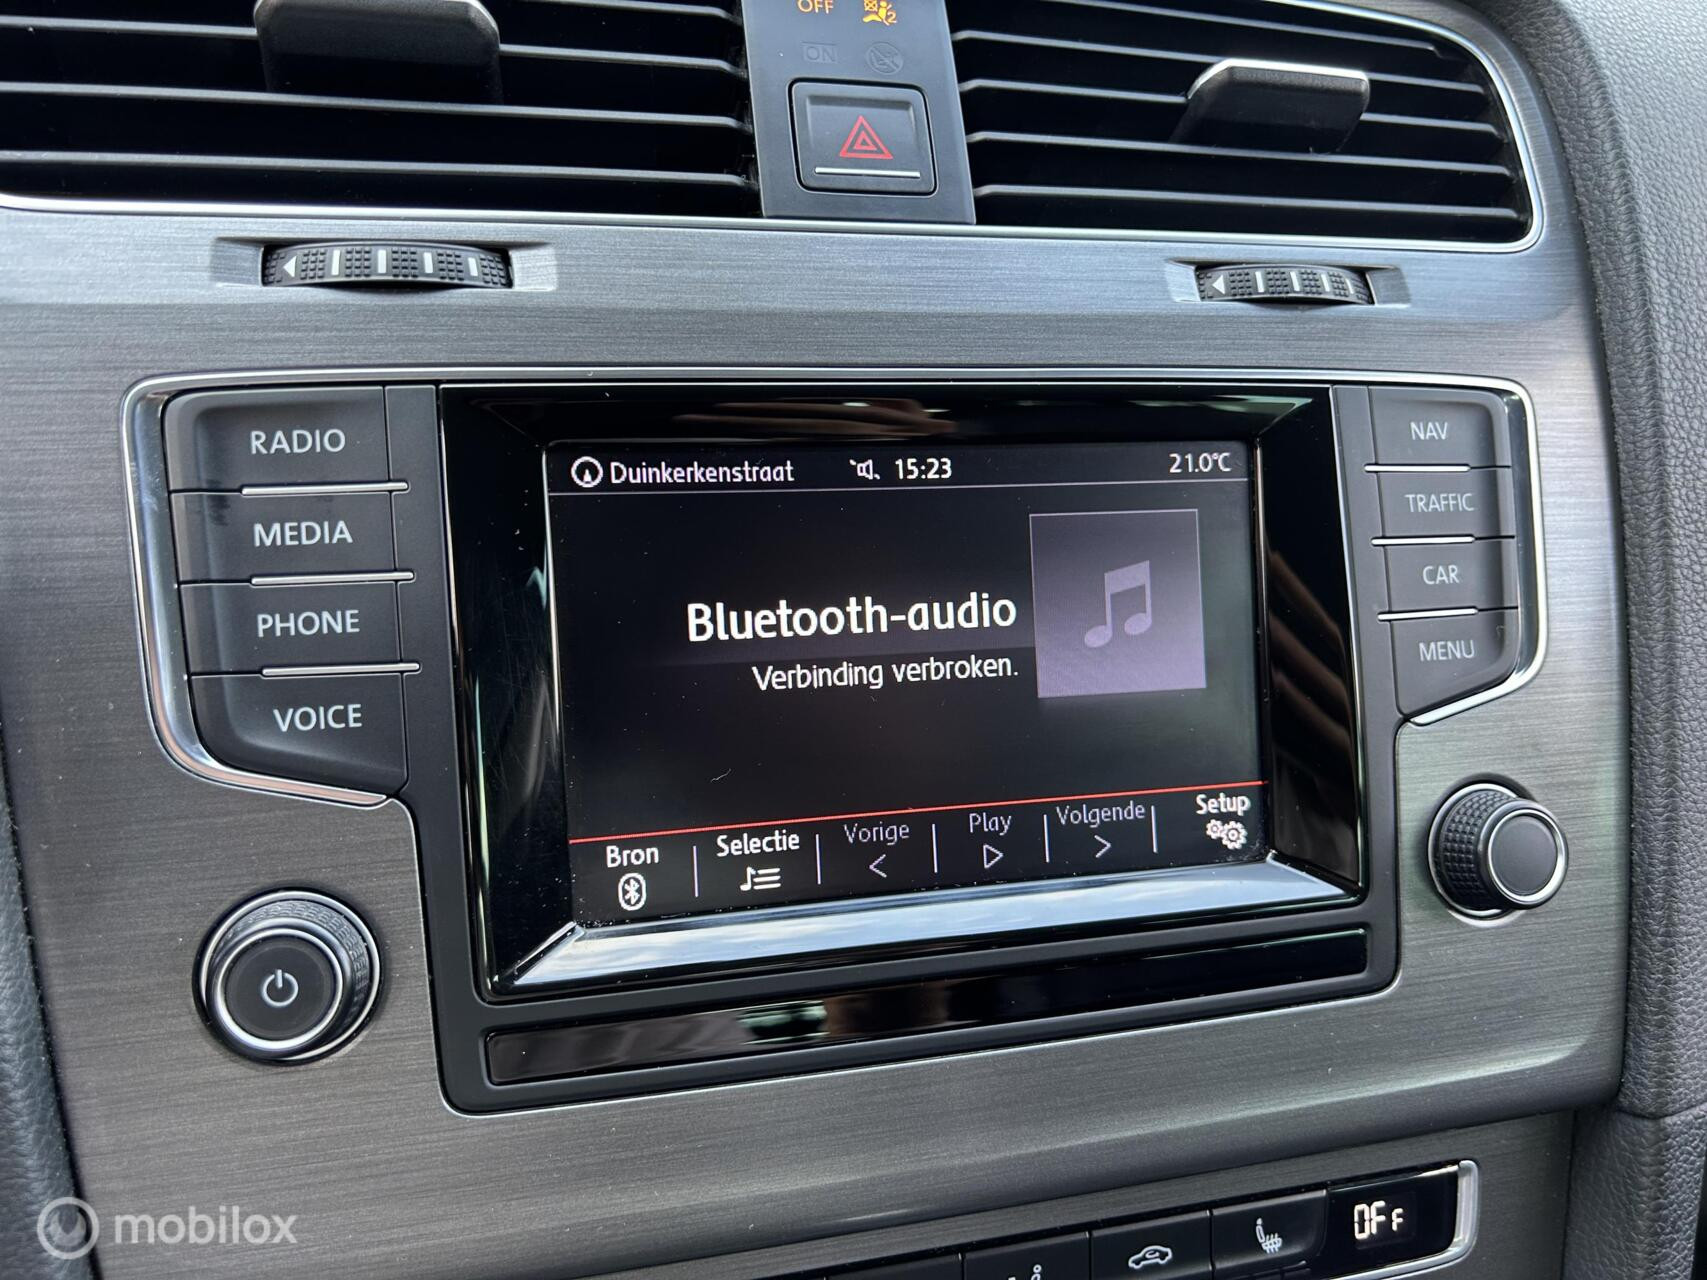 OFF 2
ON
RADIO
MEDIA
PHONE
VOICE
NAV
TRAFFIC
CAR
MENU
Duinkerkenstraat 15:23 21.0°C
Bluetooth-audio
Verbinding verbroken.
Bron Selectie Vorige Play Volgende Setup
OFF
mobilox